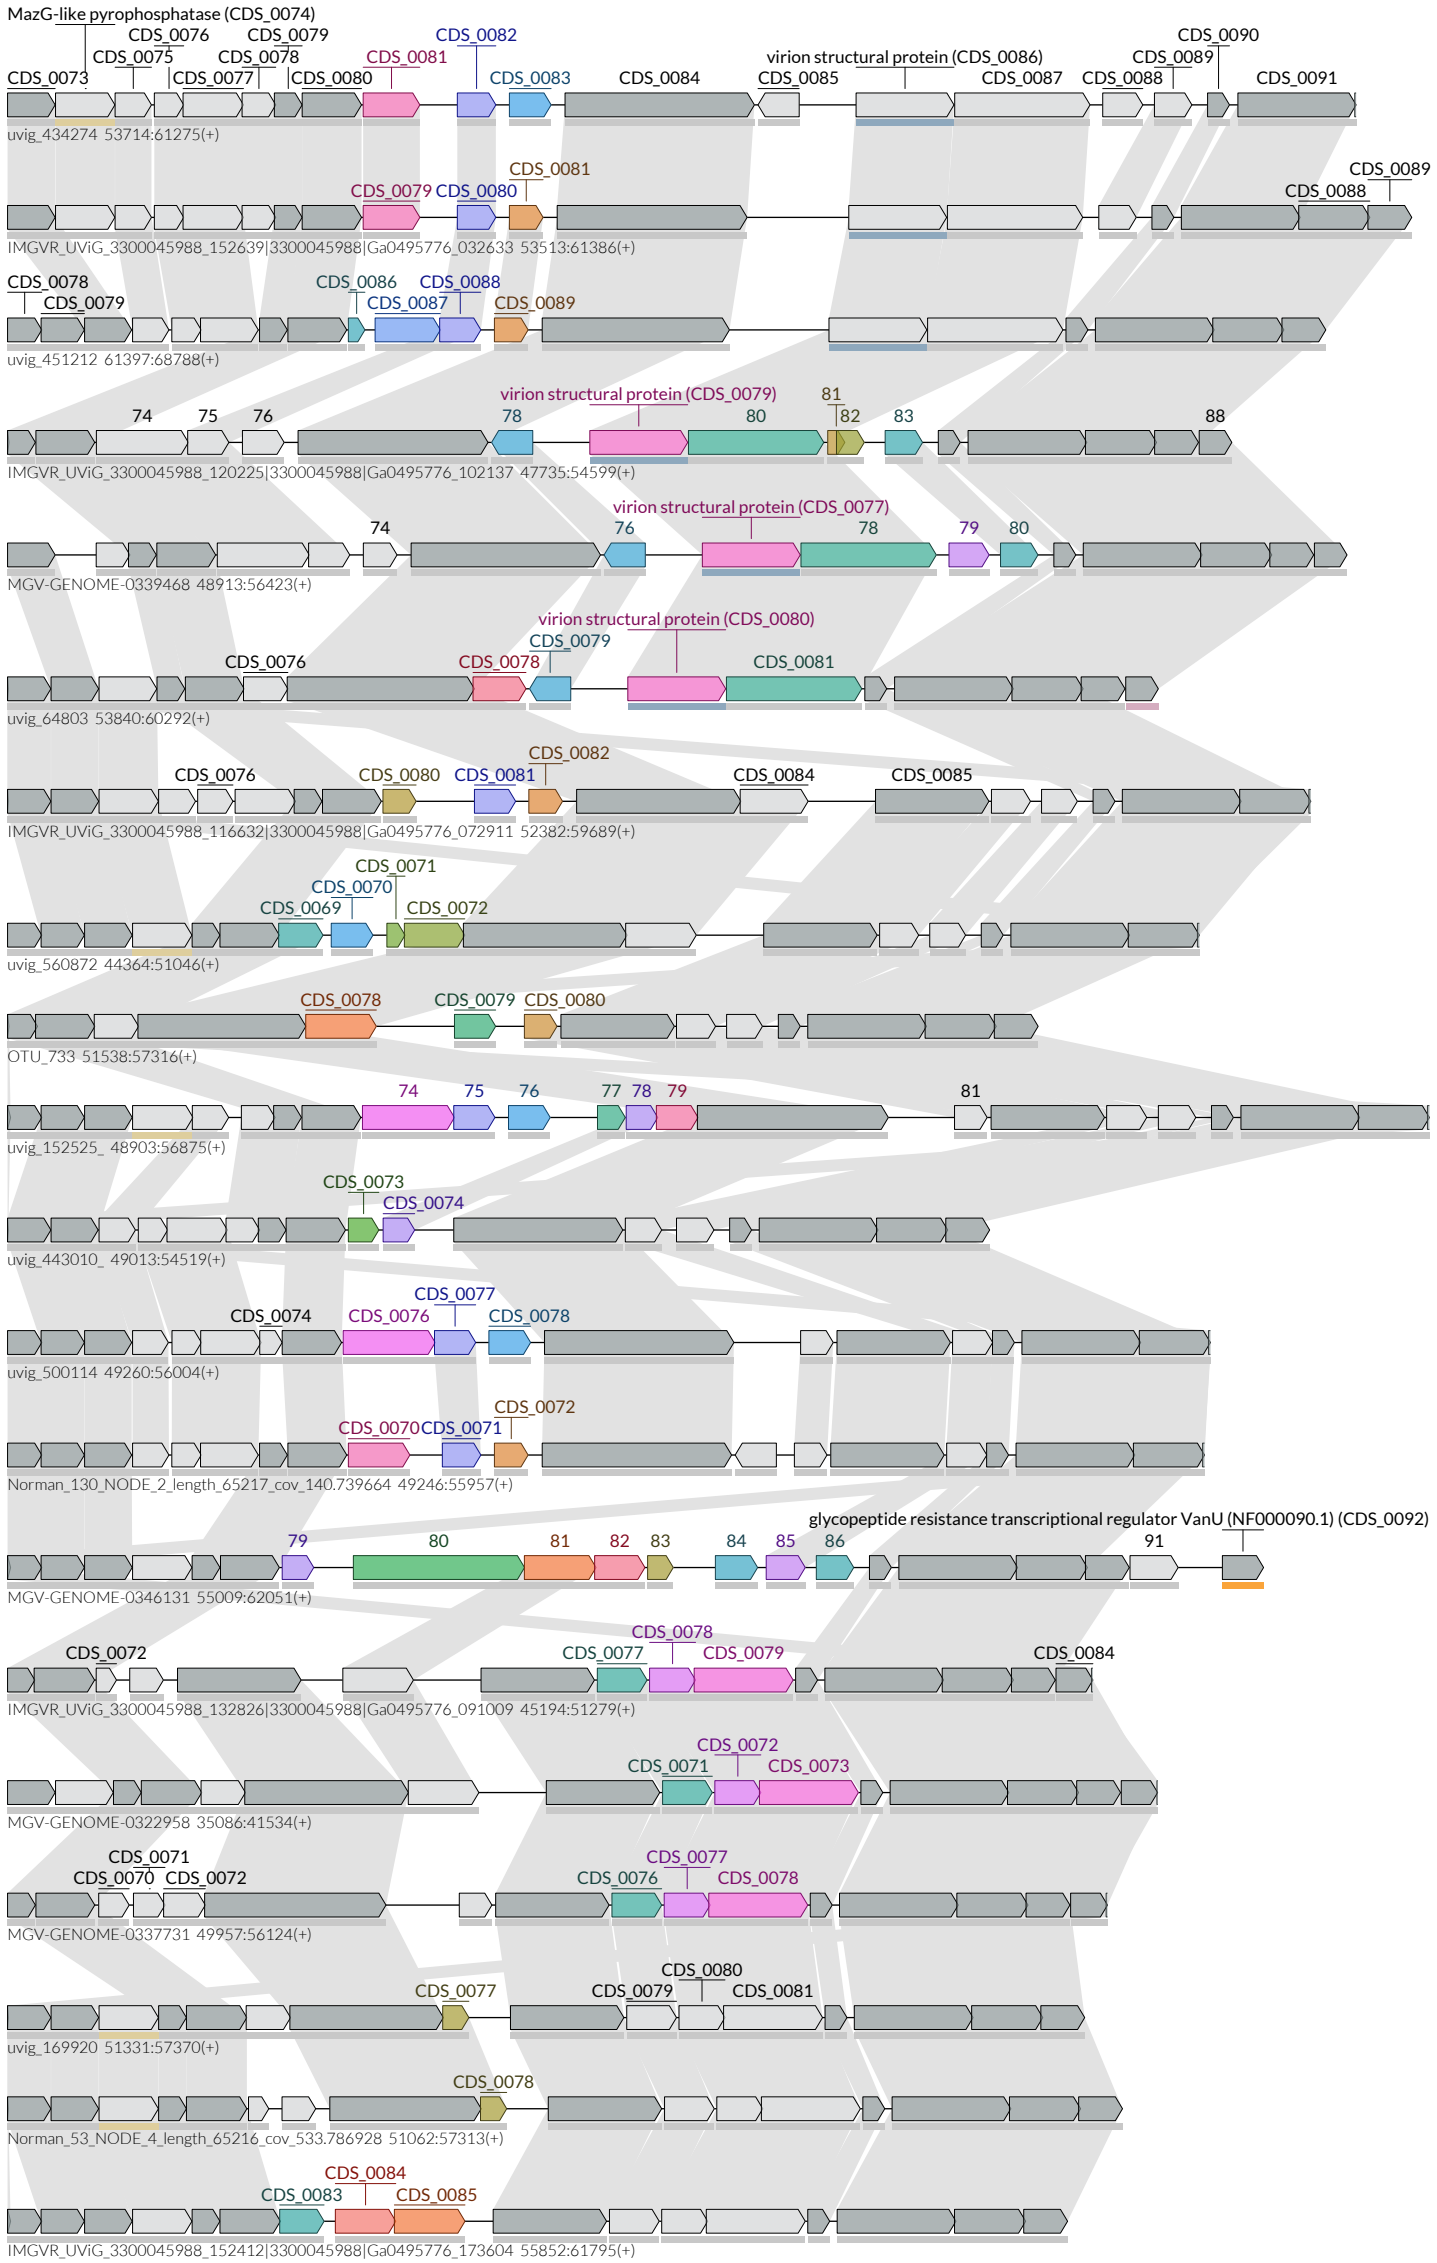 MazG-like pyrophosphatase (CDS_0074)
CDS_0076 CDS_0079 CDS_0082 CDS_0090
CDS_0075 CDS_0078 CDS_0081 virion structural protein (CDS_0086) CDS_0089
CDS_0073 CDS_0077 CDS_0080 CDS_0083 CDS_0084 CDS_0085 CDS_0087 CDS_0088 CDS_0091
uvig_434274 53714:61275(+)
CDS_0081 CDS_0089
CDS_0079 CDS_0080 CDS_0088
IMGVR_UViG_3300045988_152639|3300045988|Ga0495776_032633 53513:61386(+)
CDS_0078 CDS_0086 CDS_0088
CDS_0079 CDS_0087 CDS_0089
uvig_451212 61397:68788(+)
virion structural protein (CDS_0079) 81
74 75 76 78 80 82 83 88
IMGVR_UViG_3300045988_120225|3300045988|Ga0495776_102137 47735:54599(+)
virion structural protein (CDS_0077)
74 76 78 79 80
MGV-GENOME-0339468 48913:56423(+)
virion structural protein (CDS_0080)
CDS_0079
CDS_0076 CDS_0078 CDS_0081
uvig_64803 53840:60292(+)
CDS_0082
CDS_0076 CDS_0080 CDS_0081 CDS_0084 CDS_0085
IMGVR_UViG_3300045988_116632|3300045988|Ga0495776_072911 52382:59689(+)
CDS_0071
CDS_0070
CDS_0069 CDS_0072
uvig_560872 44364:51046(+)
CDS_0078 CDS_0079 CDS_0080
OTU_733 51538:57316(+)
74 75 76 77 78 79 81
uvig_152525_ 48903:56875(+)
CDS_0073
CDS_0074
uvig_443010_ 49013:54519(+)
CDS_0077
CDS_0074 CDS_0076 CDS_0078
uvig_500114 49260:56004(+)
CDS_0072
CDS_0070 CDS_0071
Norman_130_NODE_2_length_65217_cov_140.739664 49246:55957(+)
glycopeptide resistance transcriptional regulator VanU (NF000090.1) (CDS_0092)
79 80 81 82 83 84 85 86 91
MGV-GENOME-0346131 55009:62051(+)
CDS_0078
CDS_0072 CDS_0077 CDS_0079 CDS_0084
IMGVR_UViG_3300045988_132826|3300045988|Ga0495776_091009 45194:51279(+)
CDS_0072
CDS_0071 CDS_0073
MGV-GENOME-0322958 35086:41534(+)
CDS_0071 CDS_0077
CDS_0070 CDS_0072 CDS_0076 CDS_0078
MGV-GENOME-0337731 49957:56124(+)
CDS_0080
CDS_0077 CDS_0079 CDS_0081
uvig_169920 51331:57370(+)
CDS_0078
Norman_53_NODE_4_length_65216_cov_533.786928 51062:57313(+)
CDS_0084
CDS_0083 CDS_0085
IMGVR_UViG_3300045988_152412|3300045988|Ga0495776_173604 55852:61795(+)